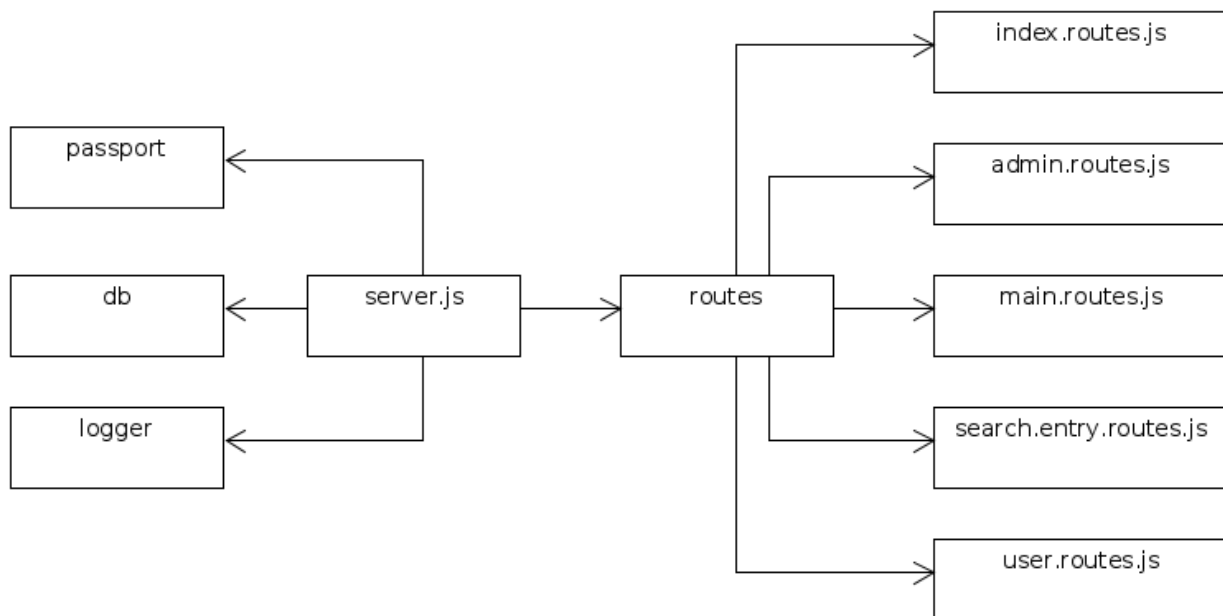 index.routes.js
passport
admin.routes.js
db
server.js
routes
main.routes.js
logger
search.entry.routes.js
user.routes.js